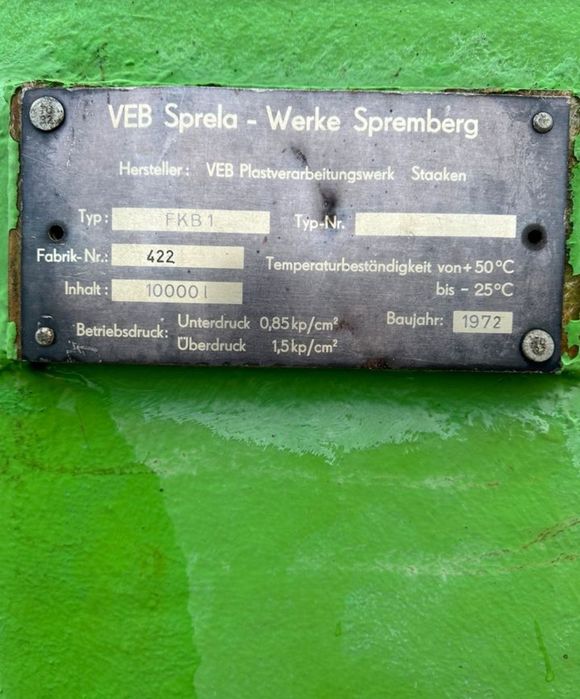 VEB Sprela - Werke Spremberg
Hersteller: VEB Plastverarbeitungswerk Staaken
Typ: FKB1 Typ-Nr.
Fabrik-Nr.: 422
Temperaturbeständigkeit von +50°C
Inhalt: 10000 l bis - 25°C
Betriebsdruck: Unterdruck 0,85 kp/cm² Baujahr: 1972
Überdruck 1,5 kp/cm²